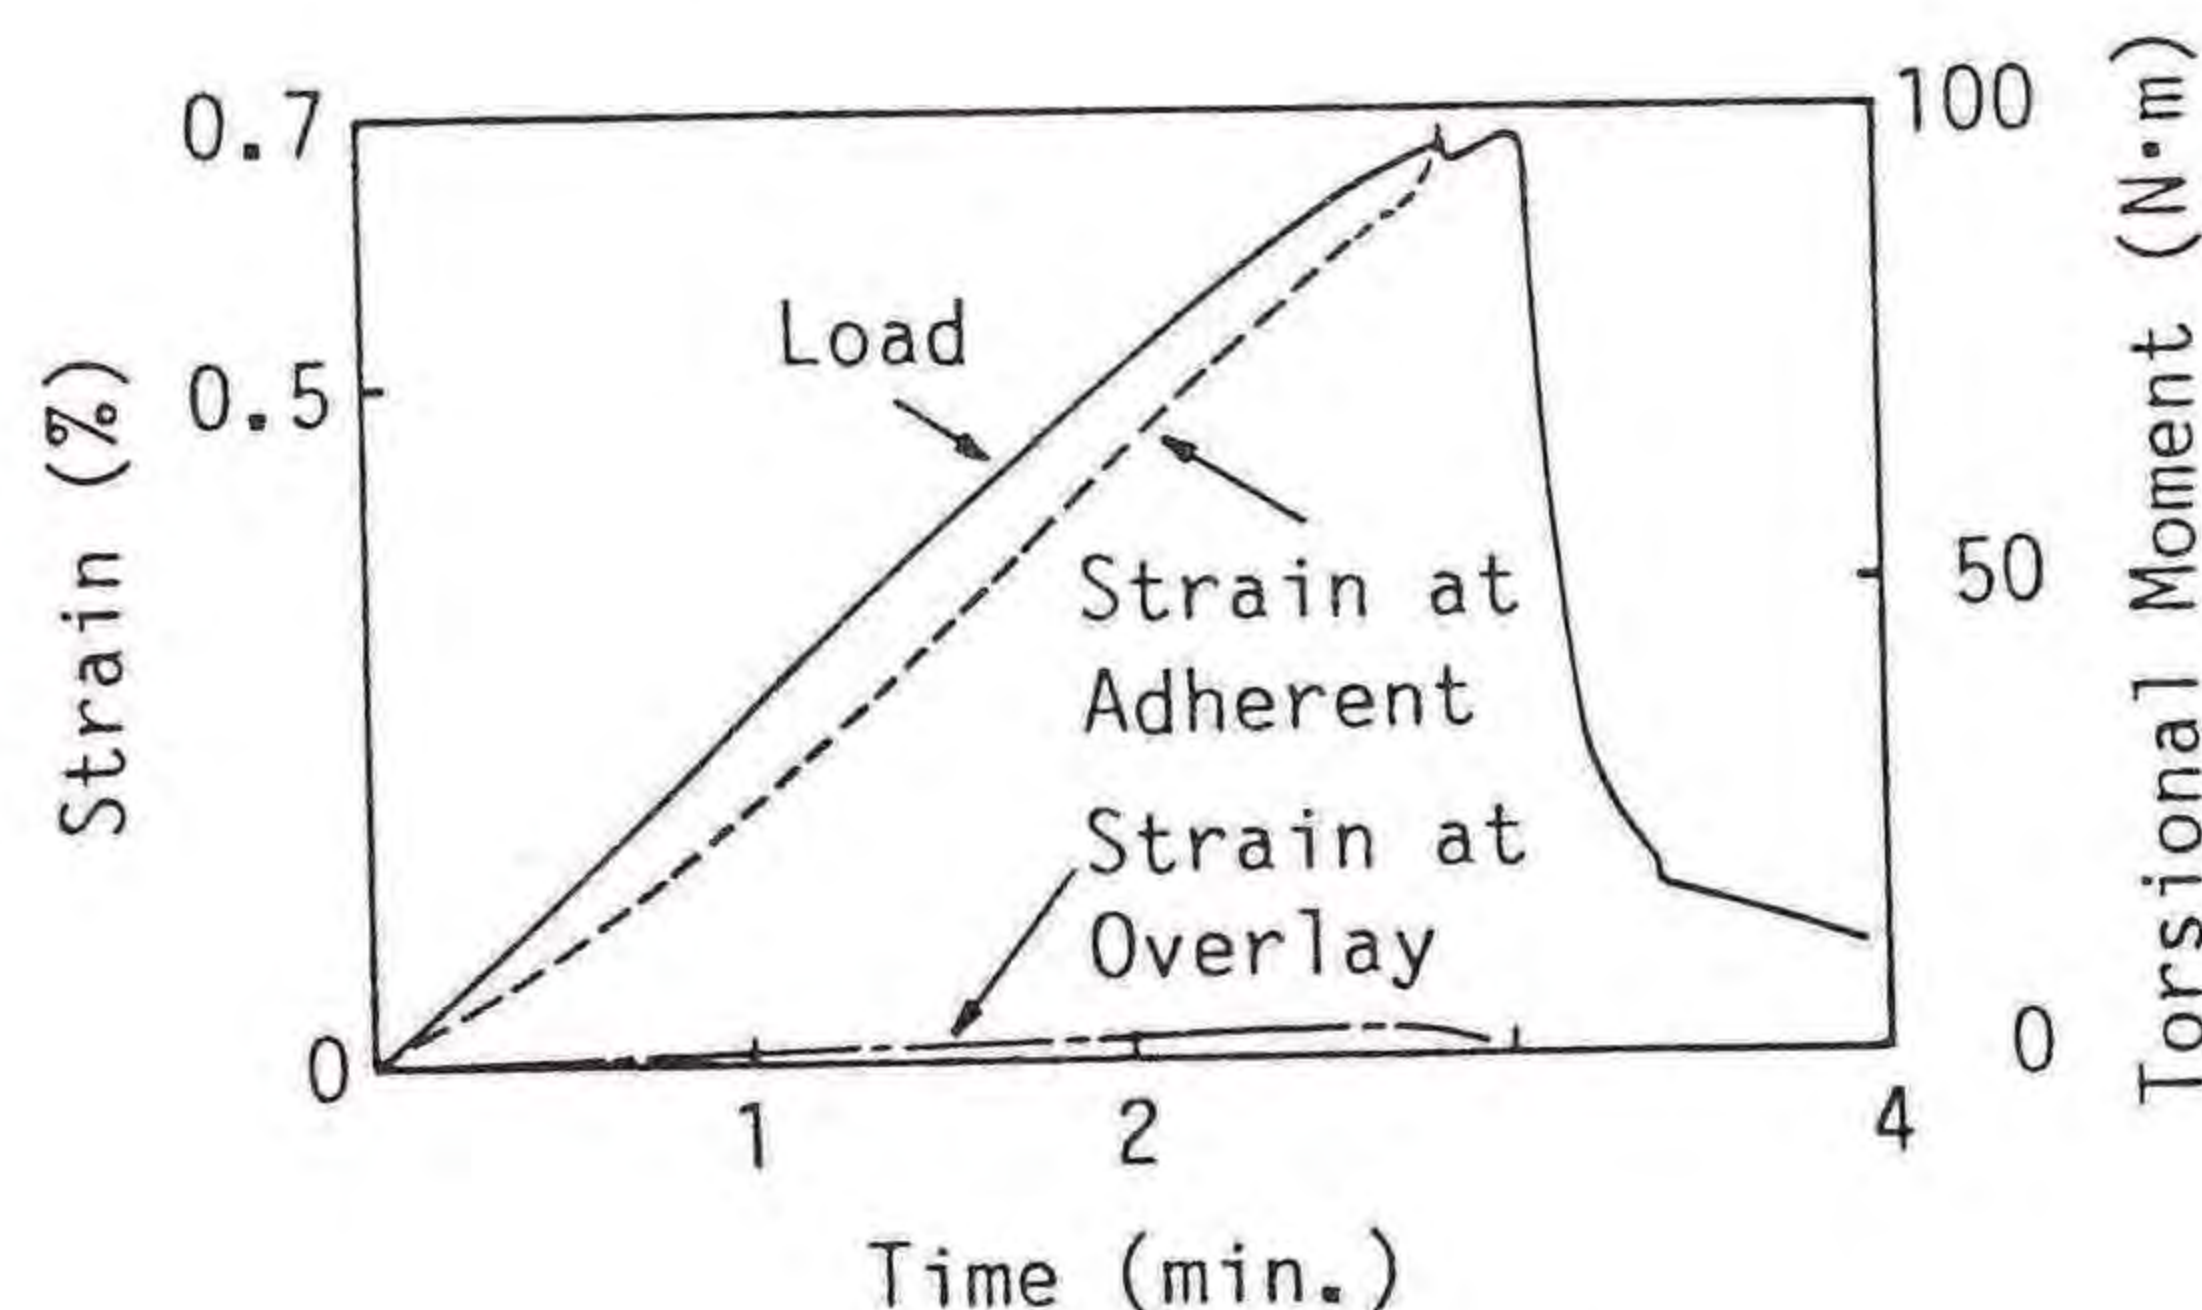 0.7
100
Load
0.5
Strain at
Adherent
50
Strain at
Overlay
0
0
1
2
4
Time (min.)
Strain (%)
Torsional Moment (N·m)